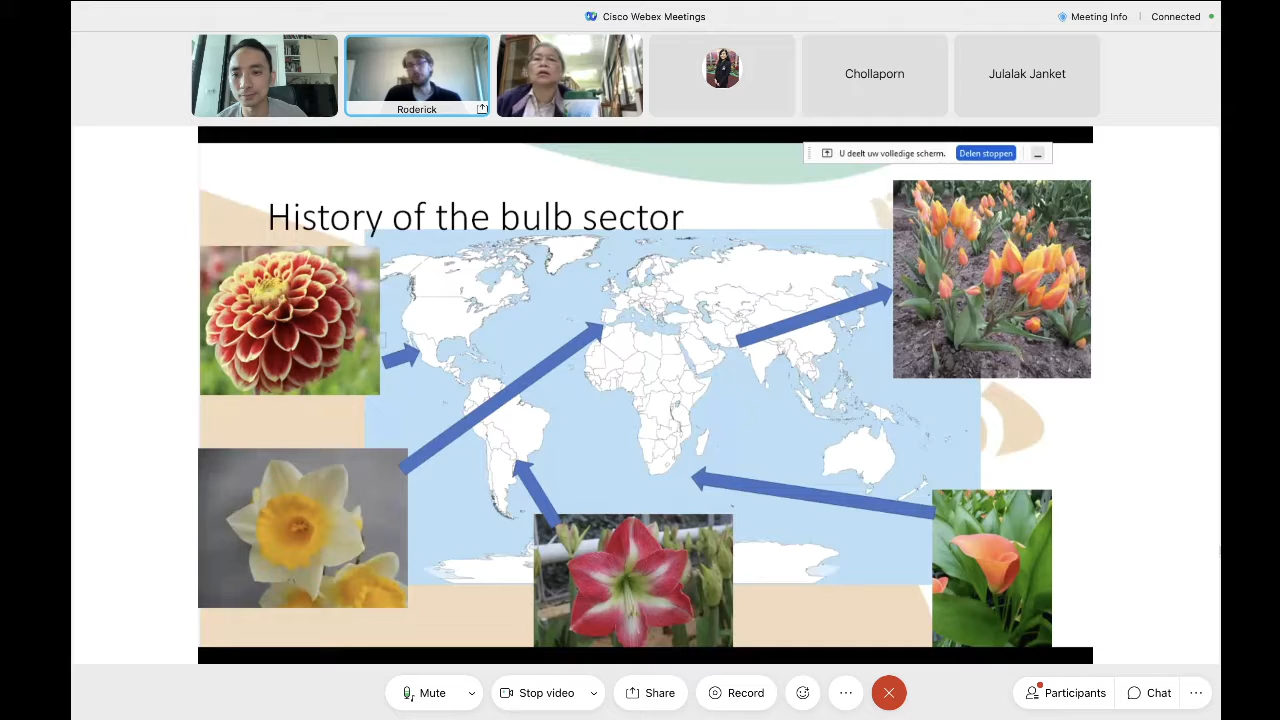 Cisco Webex Meetings
Meeting Info
Connected
Roderick
Chollaporn
Julalak Janket
U deelt uw volledige scherm.
Delen stoppen
History of the bulb sector
Mute
Stop video
Share
Record
Participants
Chat